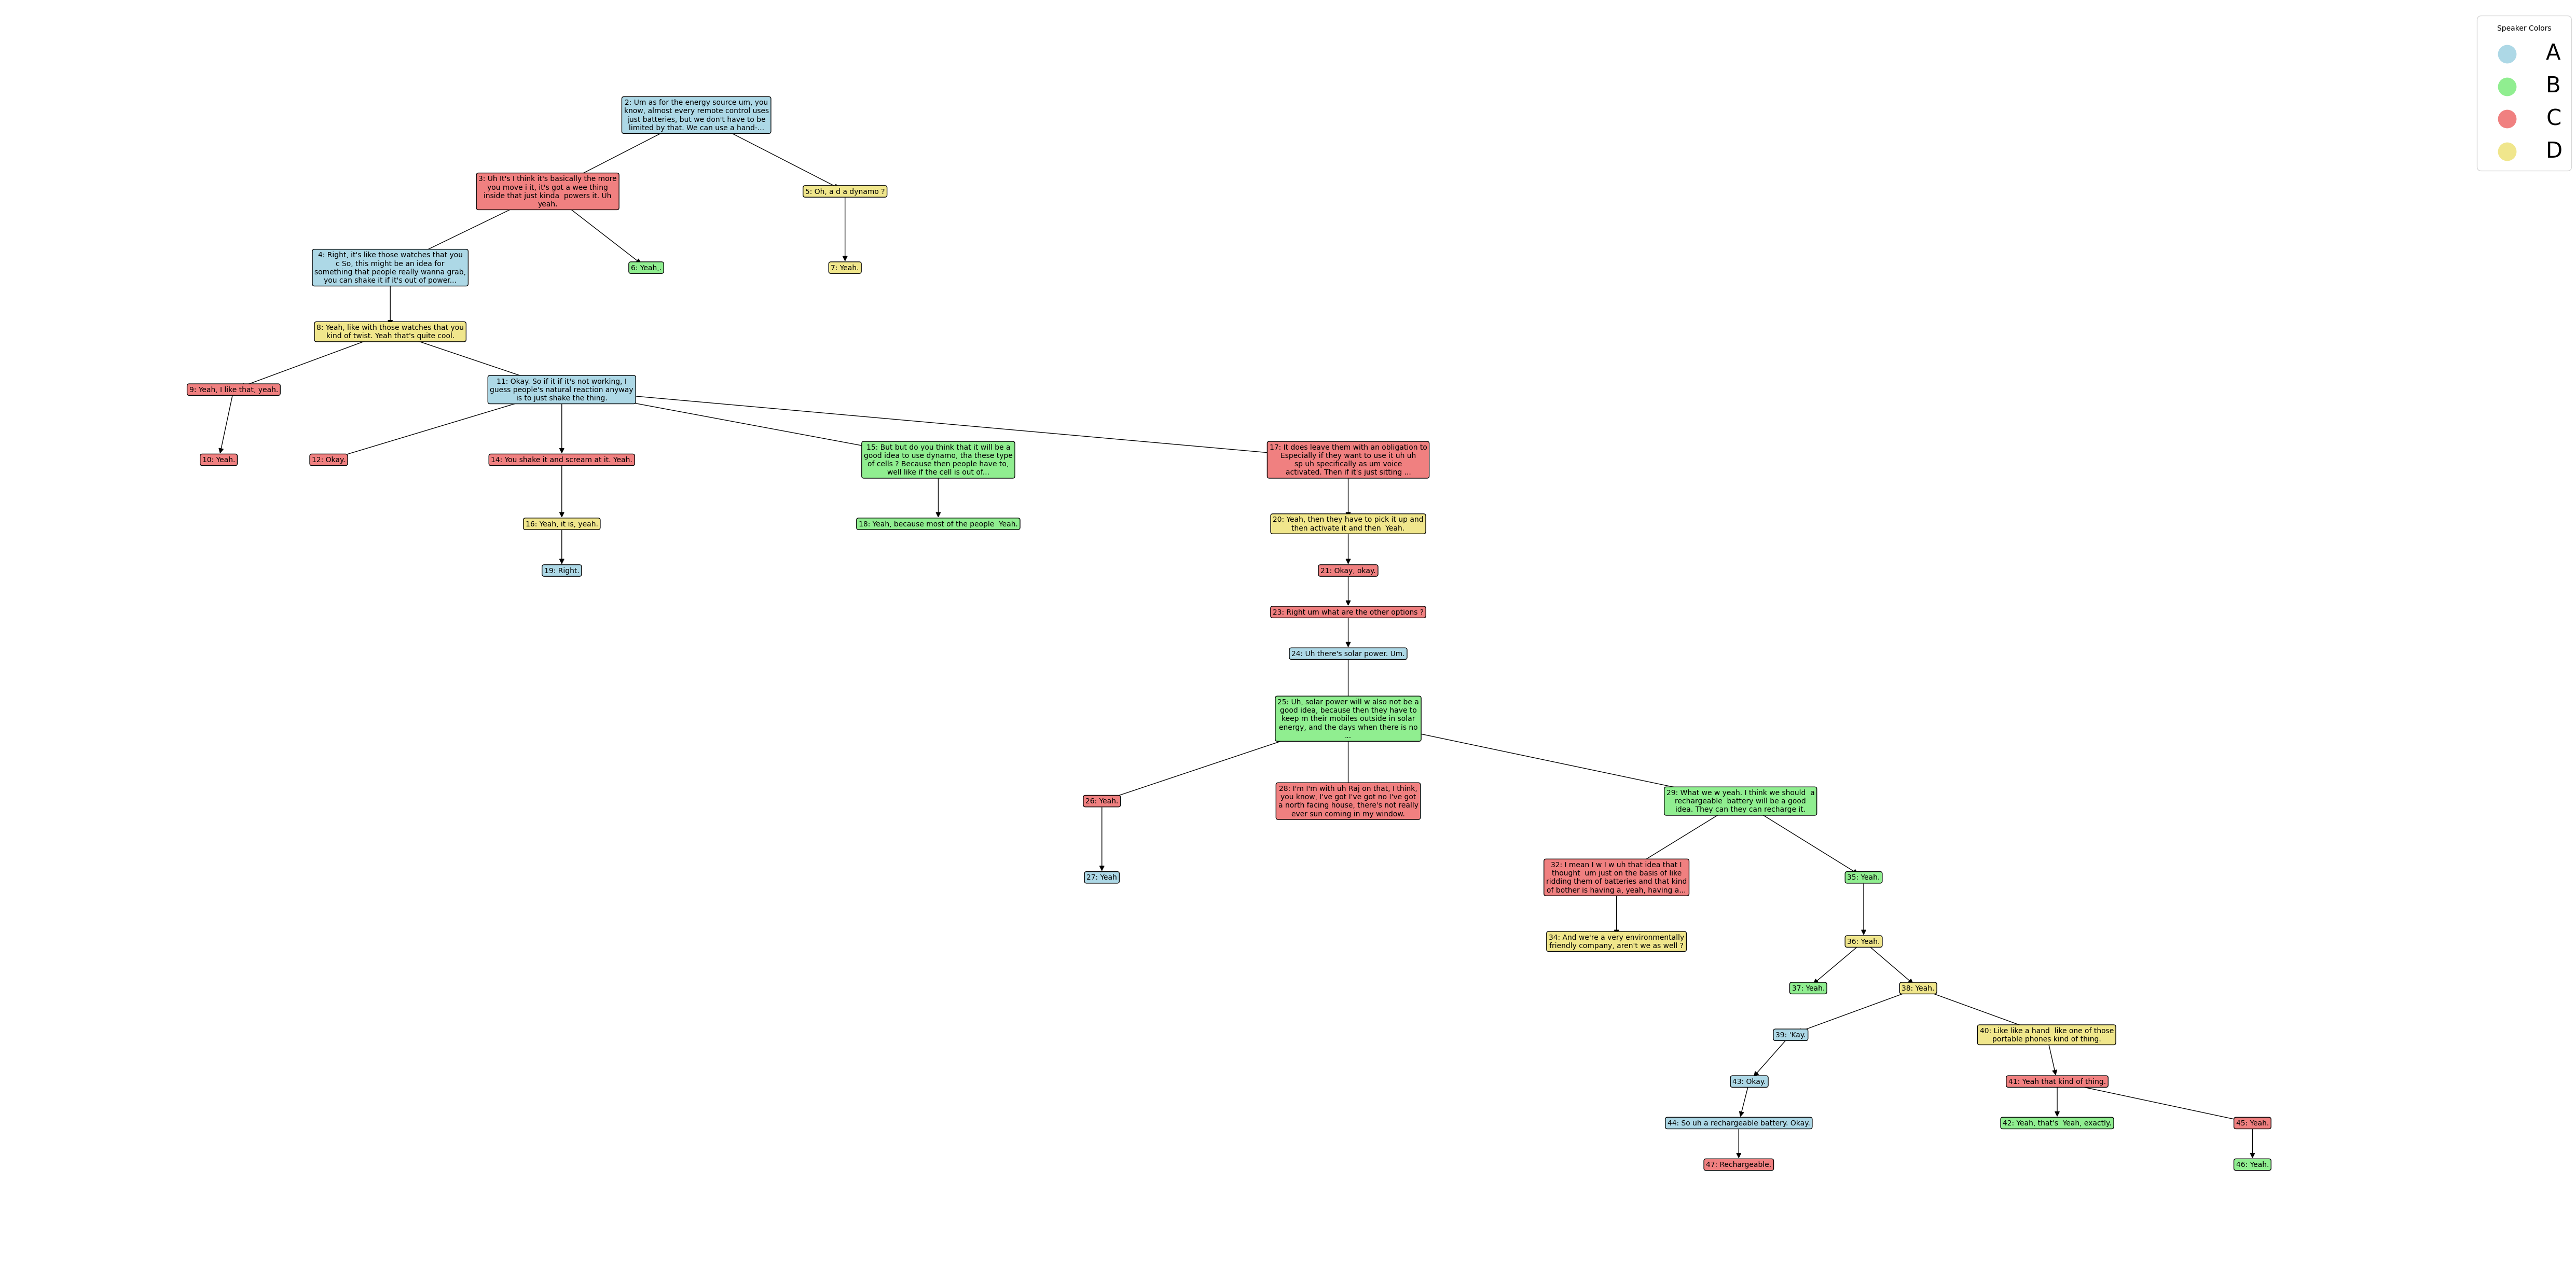 Speaker Colors
A
B
C
D
2: Um as for the energy source um, you
know, almost every remote control uses
just batteries, but we don't have to be
limited by that. We can use a hand-...
3: Uh It's I think it's basically the more
you move i it, it's got a wee thing
inside that just kinda  powers it. Uh
yeah.
5: Oh, a d a dynamo ?
4: Right, it's like those watches that you
c So, this might be an idea for
something that people really wanna grab,
you can shake it if it's out of power...
6: Yeah,.
7: Yeah.
8: Yeah, like with those watches that you
kind of twist. Yeah that's quite cool.
9: Yeah, I like that, yeah.
11: Okay. So if it if it's not working, I
guess people's natural reaction anyway
is to just shake the thing.
10: Yeah.
12: Okay.
14: You shake it and scream at it. Yeah.
15: But but do you think that it will be a
good idea to use dynamo, tha these type
of cells ? Because then people have to,
well like if the cell is out of...
17: It does leave them with an obligation to
Especially if they want to use it uh uh
sp uh specifically as um voice
activated. Then if it's just sitting ...
16: Yeah, it is, yeah.
18: Yeah, because most of the people  Yeah.
20: Yeah, then they have to pick it up and
then activate it and then  Yeah.
19: Right.
21: Okay, okay.
23: Right um what are the other options ?
24: Uh there's solar power. Um.
25: Uh, solar power will w also not be a
good idea, because then they have to
keep m their mobiles outside in solar
energy, and the days when there is no
...
26: Yeah.
28: I'm I'm with uh Raj on that, I think,
you know, I've got I've got no I've got
a north facing house, there's not really
ever sun coming in my window.
29: What we w yeah. I think we should  a
rechargeable  battery will be a good
idea. They can they can recharge it.
27: Yeah
32: I mean I w I w uh that idea that I
thought  um just on the basis of like
ridding them of batteries and that kind
of bother is having a, yeah, having a...
35: Yeah.
34: And we're a very environmentally
friendly company, aren't we as well ?
36: Yeah.
37: Yeah.
38: Yeah.
39: 'Kay.
40: Like like a hand  like one of those
portable phones kind of thing.
43: Okay.
41: Yeah that kind of thing.
44: So uh a rechargeable battery. Okay.
42: Yeah, that's  Yeah, exactly.
45: Yeah.
47: Rechargeable.
46: Yeah.